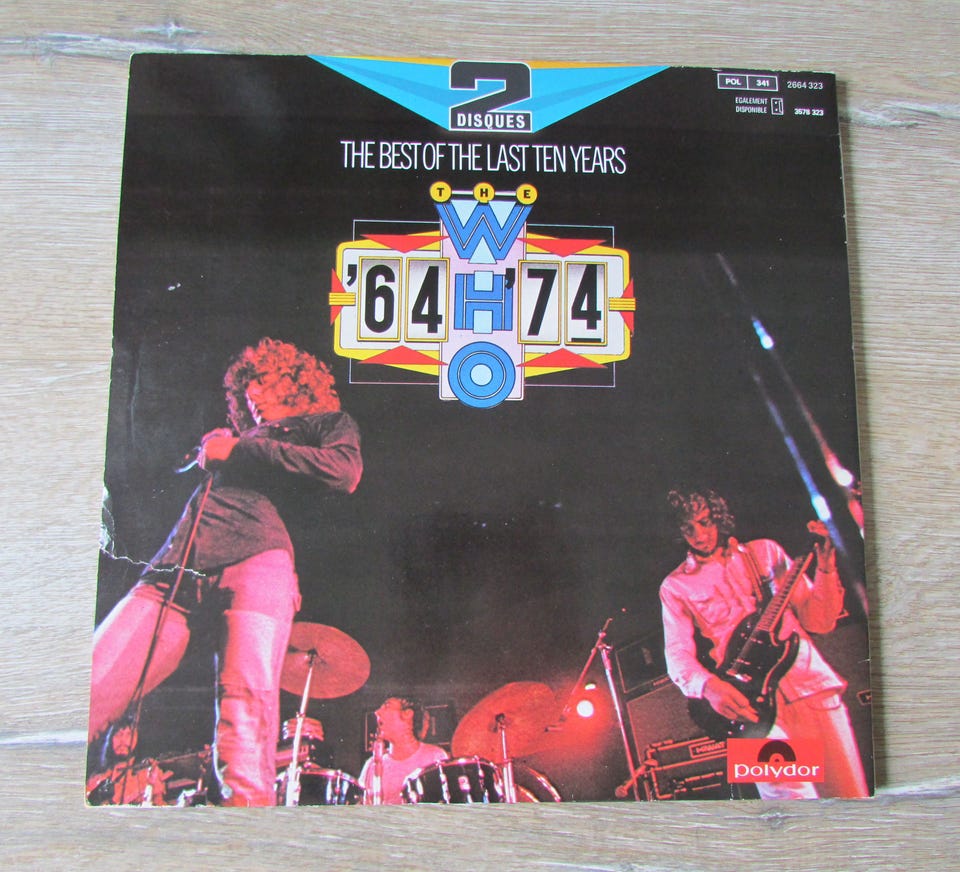 2
DISQUES
POL 341 2664 323
EGALEMENT
DISPONIBLE 3578 323
THE BEST OF THE LAST TEN YEARS
THE
WHO
'64 '74
HIWATT
polydor